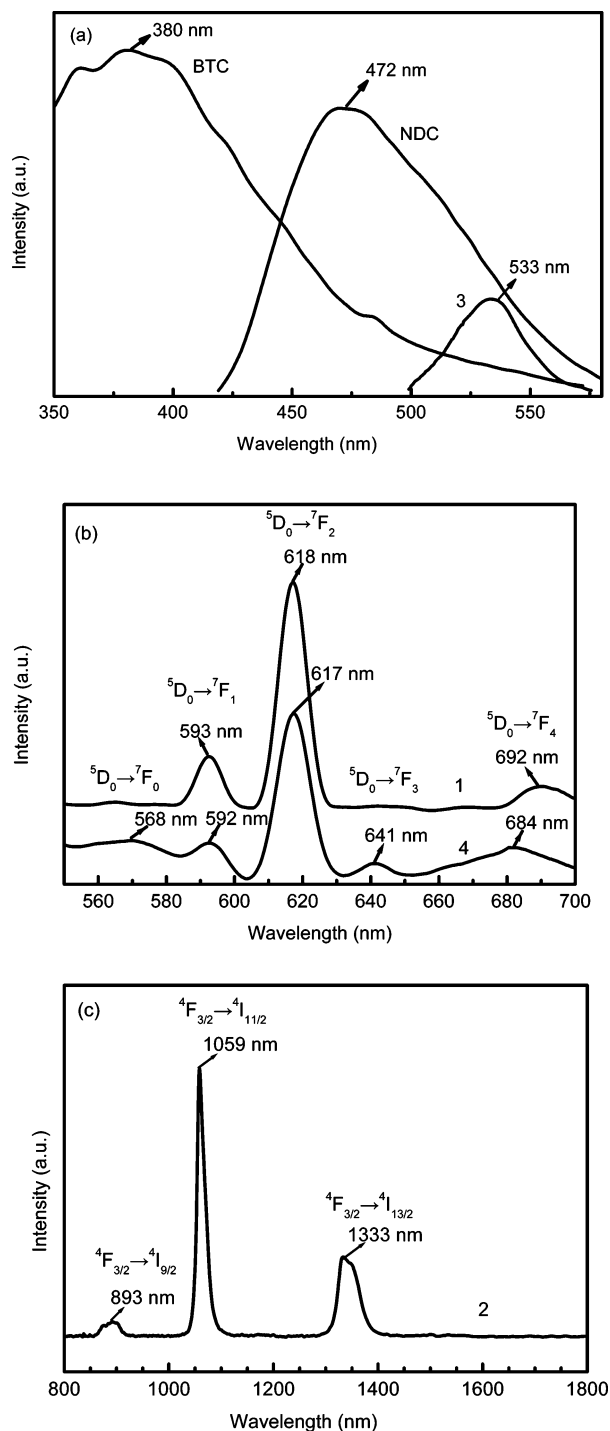 (a)
380 nm
BTC
472 nm
NDC
533 nm
3
Intensity (a.u.)
350 400 450 500 550
Wavelength (nm)
(b)
⁵D₀→⁷F₂
618 nm
617 nm
⁵D₀→⁷F₁
593 nm
⁵D₀→⁷F₄
692 nm
⁵D₀→⁷F₀
⁵D₀→⁷F₃
1
568 nm
592 nm
641 nm
4
684 nm
Intensity (a.u.)
560 580 600 620 640 660 680 700
Wavelength (nm)
(c)
⁴F₃/₂→⁴I₁₁/₂
1059 nm
⁴F₃/₂→⁴I₁₃/₂
1333 nm
⁴F₃/₂→⁴I₉/₂
893 nm
2
Intensity (a.u.)
800 1000 1200 1400 1600 1800
Wavelength (nm)